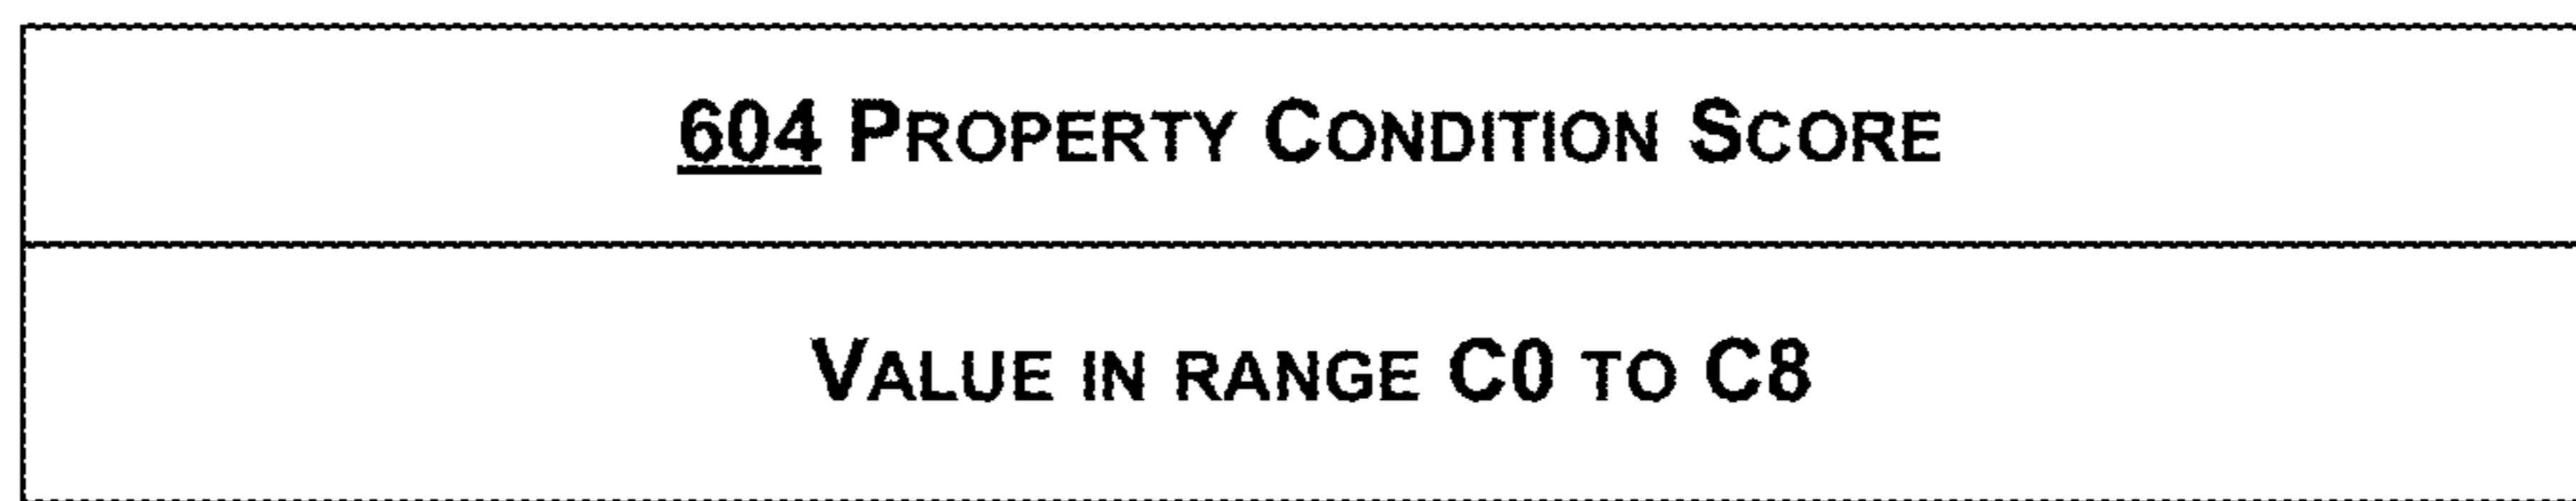 604 Property Condition Score
Value in range C0 to C8